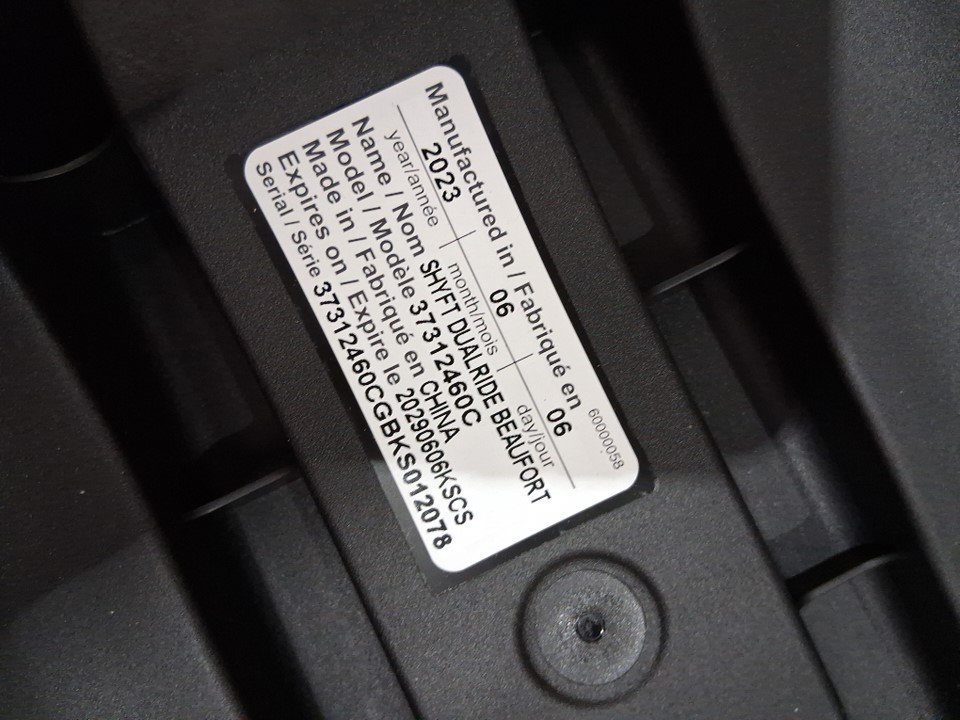 Manufactured in / Fabriqué en 60000058
2023 06 06
year/année month/mois day/jour
Name / Nom SHYFT DUALRIDE BEAUFORT
Model / Modèle 37312460C
Made in / Fabriqué en CHINA
Expires on / Expire le 20290606KSCS
Serial / Série 37312460CGBKS012078